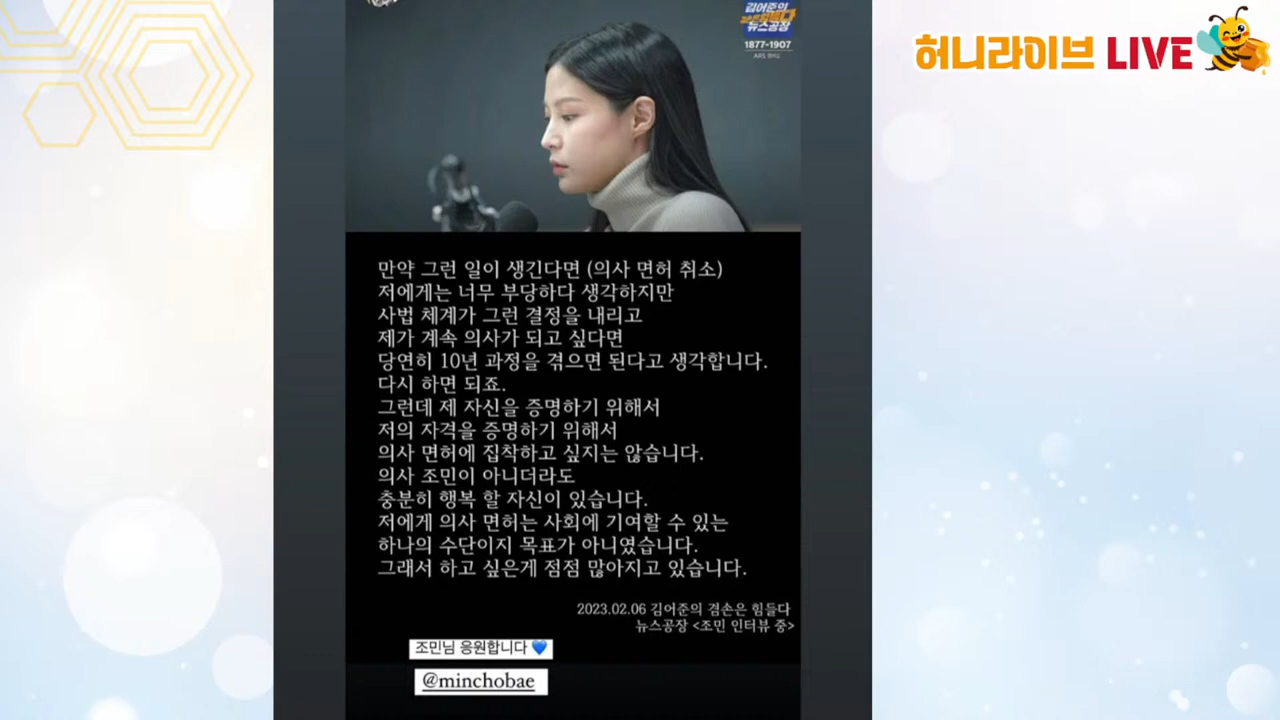 김어준의
뉴스공장
1877-1907
허니라이브 LIVE
만약 그런 일이 생긴다면 (의사 면허 취소)
저에게는 너무 부당하다 생각하지만
사법 체계가 그런 결정을 내리고
제가 계속 의사가 되고 싶다면
당연히 10년 과정을 겪으면 된다고 생각합니다.
다시 하면 되죠.
그런데 제 자신을 증명하기 위해서
저의 자격을 증명하기 위해서
의사 면허에 집착하고 싶지는 않습니다.
의사 조민이 아니더라도
충분히 행복 할 자신이 있습니다.
저에게 의사 면허는 사회에 기여할 수 있는
하나의 수단이지 목표가 아니였습니다.
그래서 하고 싶은게 점점 많아지고 있습니다.
2023.02.06 김어준의 겸손은 힘들다
뉴스공장 <조민 인터뷰 중>
조민님 응원합니다 💙
@minchobae